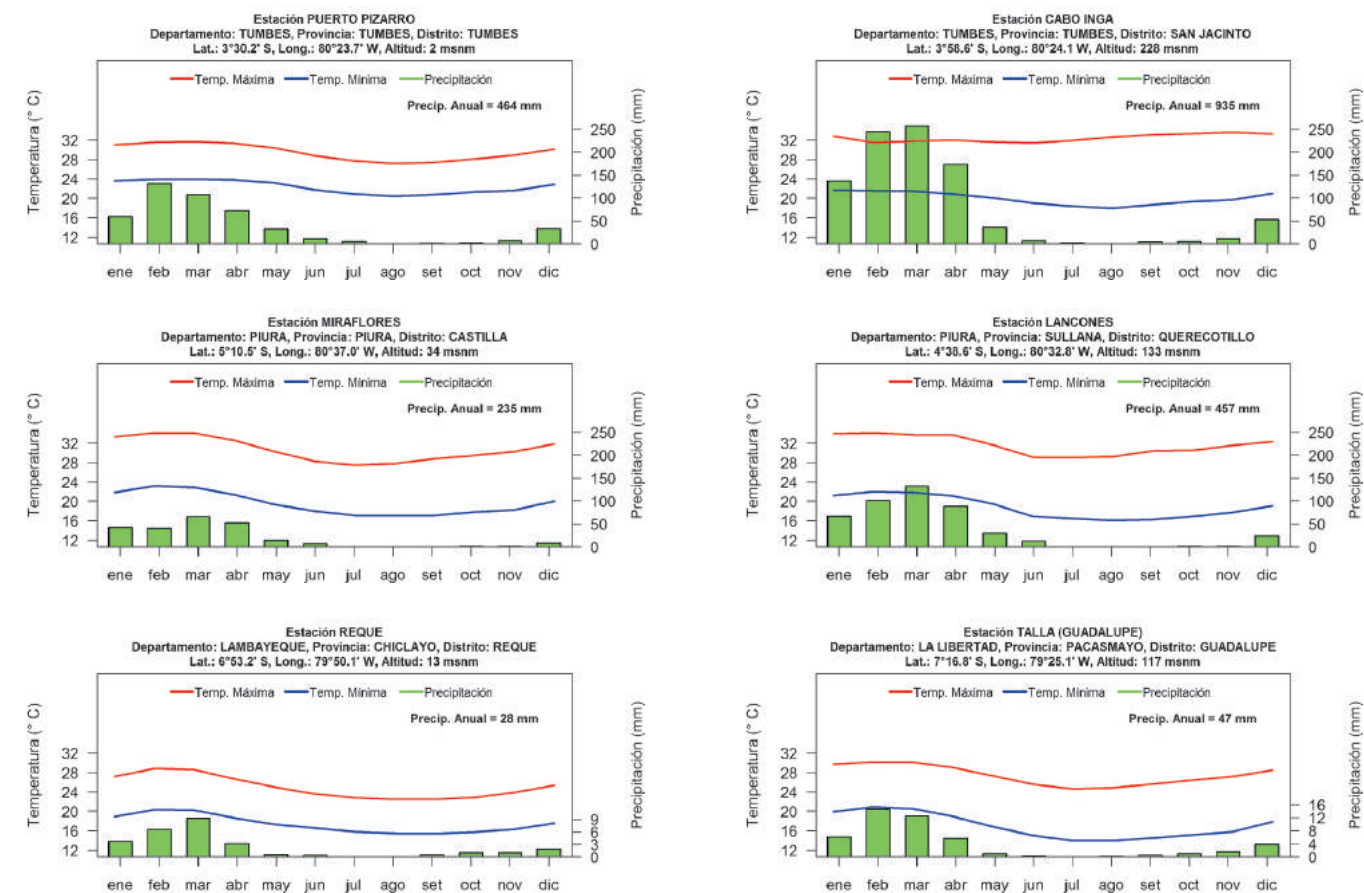 Estación PUERTO PIZARRO
Departamento: TUMBES, Provincia: TUMBES, Distrito: TUMBES
Lat.: 3°30.2' S, Long.: 80°23.7' W, Altitud: 2 msnm
Temp. Máxima Temp. Mínima Precipitación
Precip. Anual = 464 mm
Temperatura (° C)
32
28
24
20
16
12
Precipitación (mm)
250
200
150
100
50
0
ene feb mar abr may jun jul ago set oct nov dic
Estación CABO INGA
Departamento: TUMBES, Provincia: TUMBES, Distrito: SAN JACINTO
Lat.: 3°58.6' S, Long.: 80°24.1 W, Altitud: 228 msnm
Temp. Máxima Temp. Mínima Precipitación
Precip. Anual = 935 mm
Temperatura (° C)
32
28
24
20
16
12
Precipitación (mm)
250
200
150
100
50
0
ene feb mar abr may jun jul ago set oct nov dic
Estación MIRAFLORES
Departamento: PIURA, Provincia: PIURA, Distrito: CASTILLA
Lat.: 5°10.5' S, Long.: 80°37.0' W, Altitud: 34 msnm
Temp. Máxima Temp. Mínima Precipitación
Precip. Anual = 235 mm
Temperatura (° C)
32
28
24
20
16
12
Precipitación (mm)
250
200
150
100
50
0
ene feb mar abr may jun jul ago set oct nov dic
Estación LANCONES
Departamento: PIURA, Provincia: SULLANA, Distrito: QUERECOTILLO
Lat.: 4°38.6' S, Long.: 80°32.8' W, Altitud: 133 msnm
Temp. Máxima Temp. Mínima Precipitación
Precip. Anual = 457 mm
Temperatura (° C)
32
28
24
20
16
12
Precipitación (mm)
250
200
150
100
50
0
ene feb mar abr may jun jul ago set oct nov dic
Estación REQUE
Departamento: LAMBAYEQUE, Provincia: CHICLAYO, Distrito: REQUE
Lat.: 6°53.2' S, Long.: 79°50.1' W, Altitud: 13 msnm
Temp. Máxima Temp. Mínima Precipitación
Precip. Anual = 28 mm
Temperatura (° C)
32
28
24
20
16
12
Precipitación (mm)
9
6
3
0
ene feb mar abr may jun jul ago set oct nov dic
Estación TALLA (GUADALUPE)
Departamento: LA LIBERTAD, Provincia: PACASMAYO, Distrito: GUADALUPE
Lat.: 7°16.8' S, Long.: 79°25.1' W, Altitud: 117 msnm
Temp. Máxima Temp. Mínima Precipitación
Precip. Anual = 47 mm
Temperatura (° C)
32
28
24
20
16
12
Precipitación (mm)
16
12
8
4
0
ene feb mar abr may jun jul ago set oct nov dic